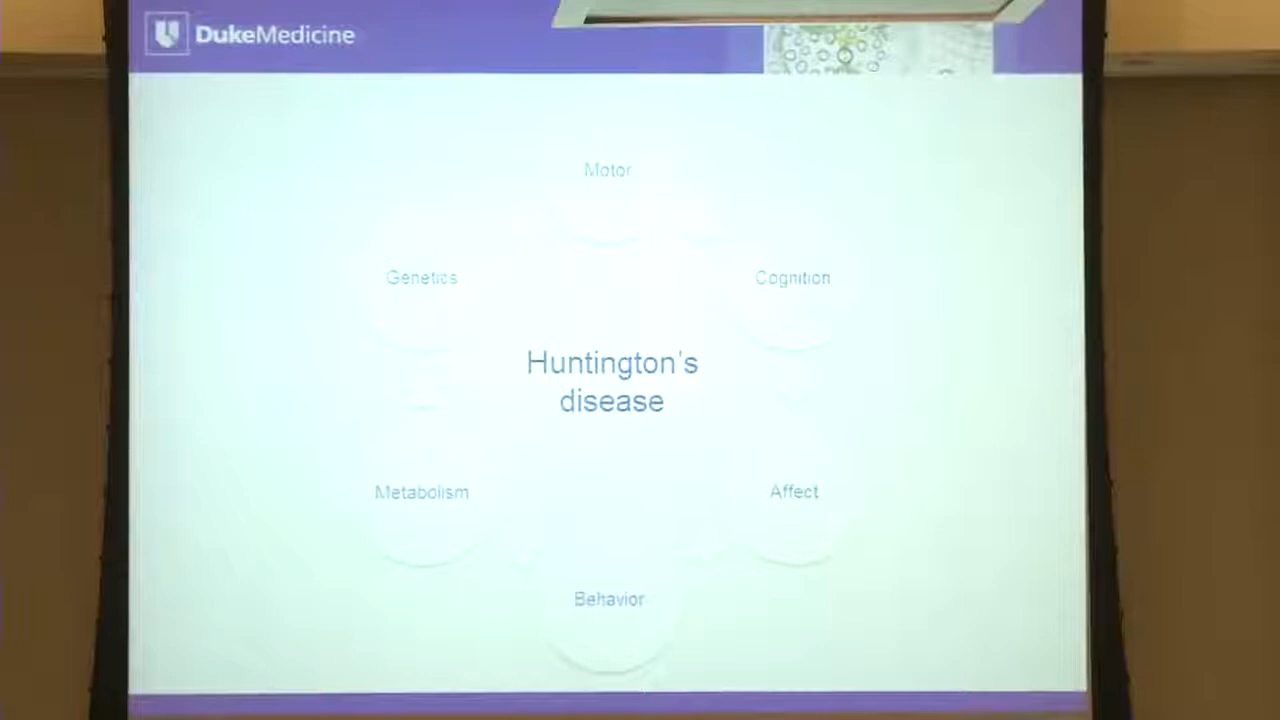 DukeMedicine
Motor
Genetics
Cognition
Huntington's
disease
Metabolism
Affect
Behavior